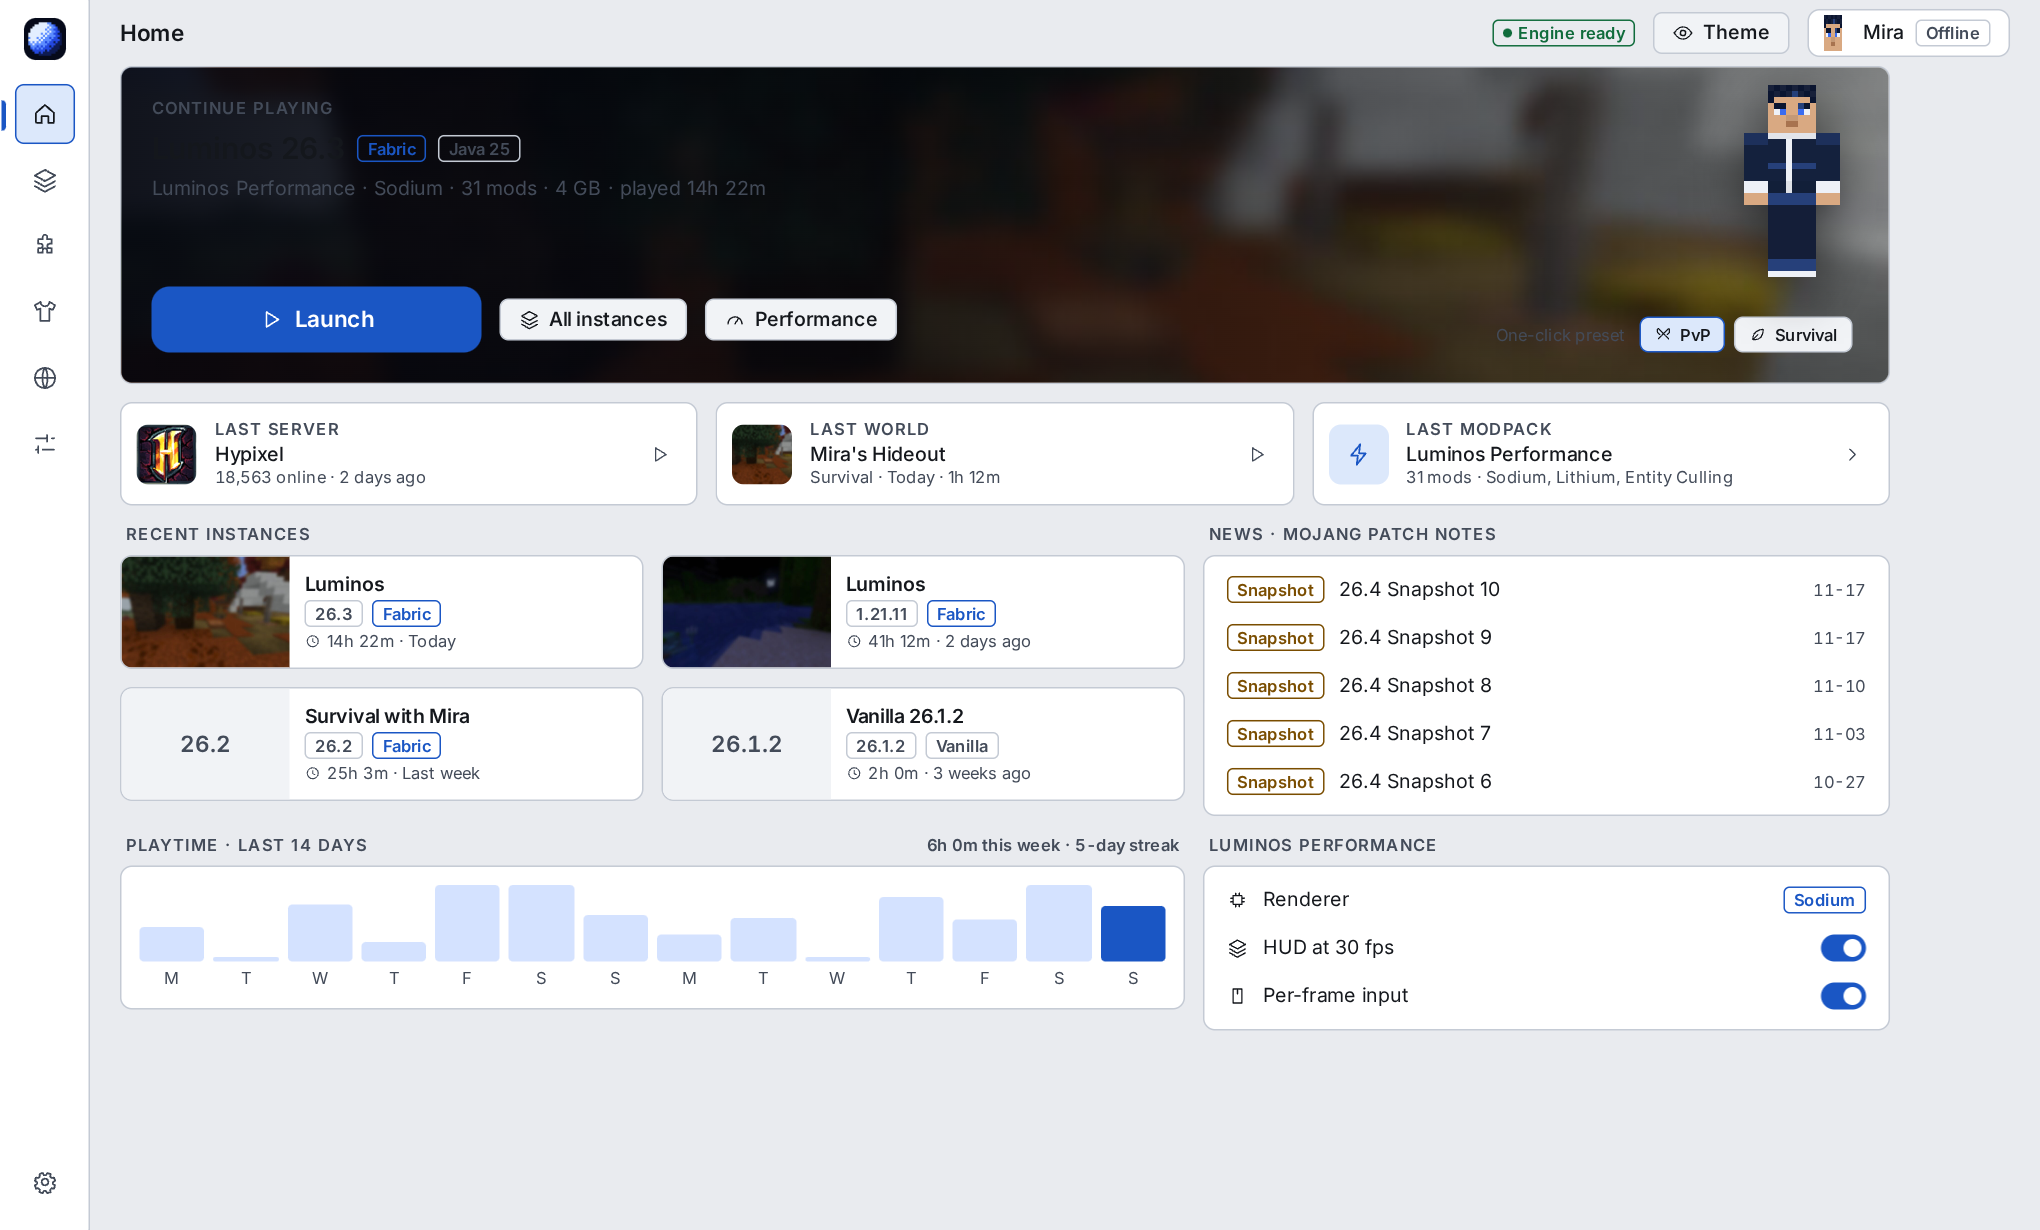 Home
Engine ready
Theme
Mira
Offline
CONTINUE PLAYING
Luminos 26.3
Fabric
Java 25
Luminos Performance · Sodium · 31 mods · 4 GB · played 14h 22m
Launch
All instances
Performance
One-click preset
PvP
Survival
LAST SERVER
Hypixel
18,563 online · 2 days ago
LAST WORLD
Mira's Hideout
Survival · Today · 1h 12m
LAST MODPACK
Luminos Performance
31 mods · Sodium, Lithium, Entity Culling
RECENT INSTANCES
Luminos
26.3
Fabric
14h 22m · Today
Luminos
1.21.11
Fabric
41h 12m · 2 days ago
26.2
Survival with Mira
26.2
Fabric
25h 3m · Last week
26.1.2
Vanilla 26.1.2
26.1.2
Vanilla
2h 0m · 3 weeks ago
NEWS · MOJANG PATCH NOTES
Snapshot 26.4 Snapshot 10 11-17
Snapshot 26.4 Snapshot 9 11-17
Snapshot 26.4 Snapshot 8 11-10
Snapshot 26.4 Snapshot 7 11-03
Snapshot 26.4 Snapshot 6 10-27
PLAYTIME · LAST 14 DAYS
6h 0m this week · 5-day streak
M T W T F S S M T W T F S S
LUMINOS PERFORMANCE
Renderer
Sodium
HUD at 30 fps
Per-frame input